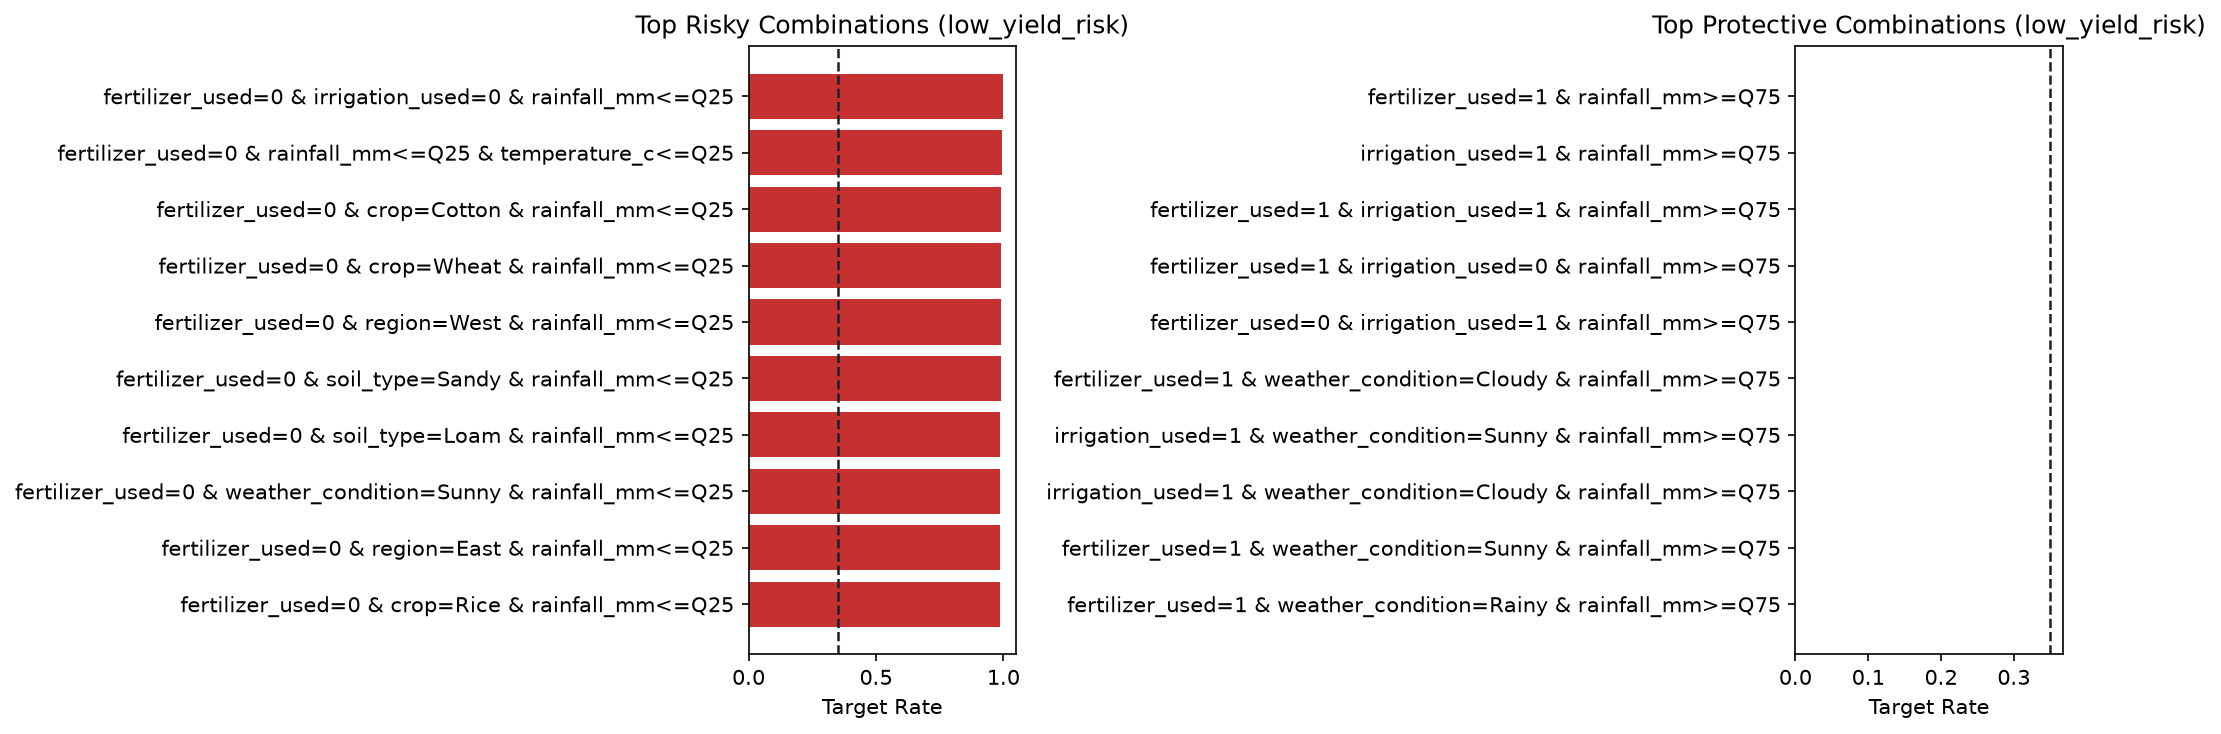 Top Risky Combinations (low_yield_risk)
fertilizer_used=0 & irrigation_used=0 & rainfall_mm<=Q25
fertilizer_used=0 & rainfall_mm<=Q25 & temperature_c<=Q25
fertilizer_used=0 & crop=Cotton & rainfall_mm<=Q25
fertilizer_used=0 & crop=Wheat & rainfall_mm<=Q25
fertilizer_used=0 & region=West & rainfall_mm<=Q25
fertilizer_used=0 & soil_type=Sandy & rainfall_mm<=Q25
fertilizer_used=0 & soil_type=Loam & rainfall_mm<=Q25
fertilizer_used=0 & weather_condition=Sunny & rainfall_mm<=Q25
fertilizer_used=0 & region=East & rainfall_mm<=Q25
fertilizer_used=0 & crop=Rice & rainfall_mm<=Q25
0.0 0.5 1.0
Target Rate
Top Protective Combinations (low_yield_risk)
fertilizer_used=1 & rainfall_mm>=Q75
irrigation_used=1 & rainfall_mm>=Q75
fertilizer_used=1 & irrigation_used=1 & rainfall_mm>=Q75
fertilizer_used=1 & irrigation_used=0 & rainfall_mm>=Q75
fertilizer_used=0 & irrigation_used=1 & rainfall_mm>=Q75
fertilizer_used=1 & weather_condition=Cloudy & rainfall_mm>=Q75
irrigation_used=1 & weather_condition=Sunny & rainfall_mm>=Q75
irrigation_used=1 & weather_condition=Cloudy & rainfall_mm>=Q75
fertilizer_used=1 & weather_condition=Sunny & rainfall_mm>=Q75
fertilizer_used=1 & weather_condition=Rainy & rainfall_mm>=Q75
0.0 0.1 0.2 0.3
Target Rate